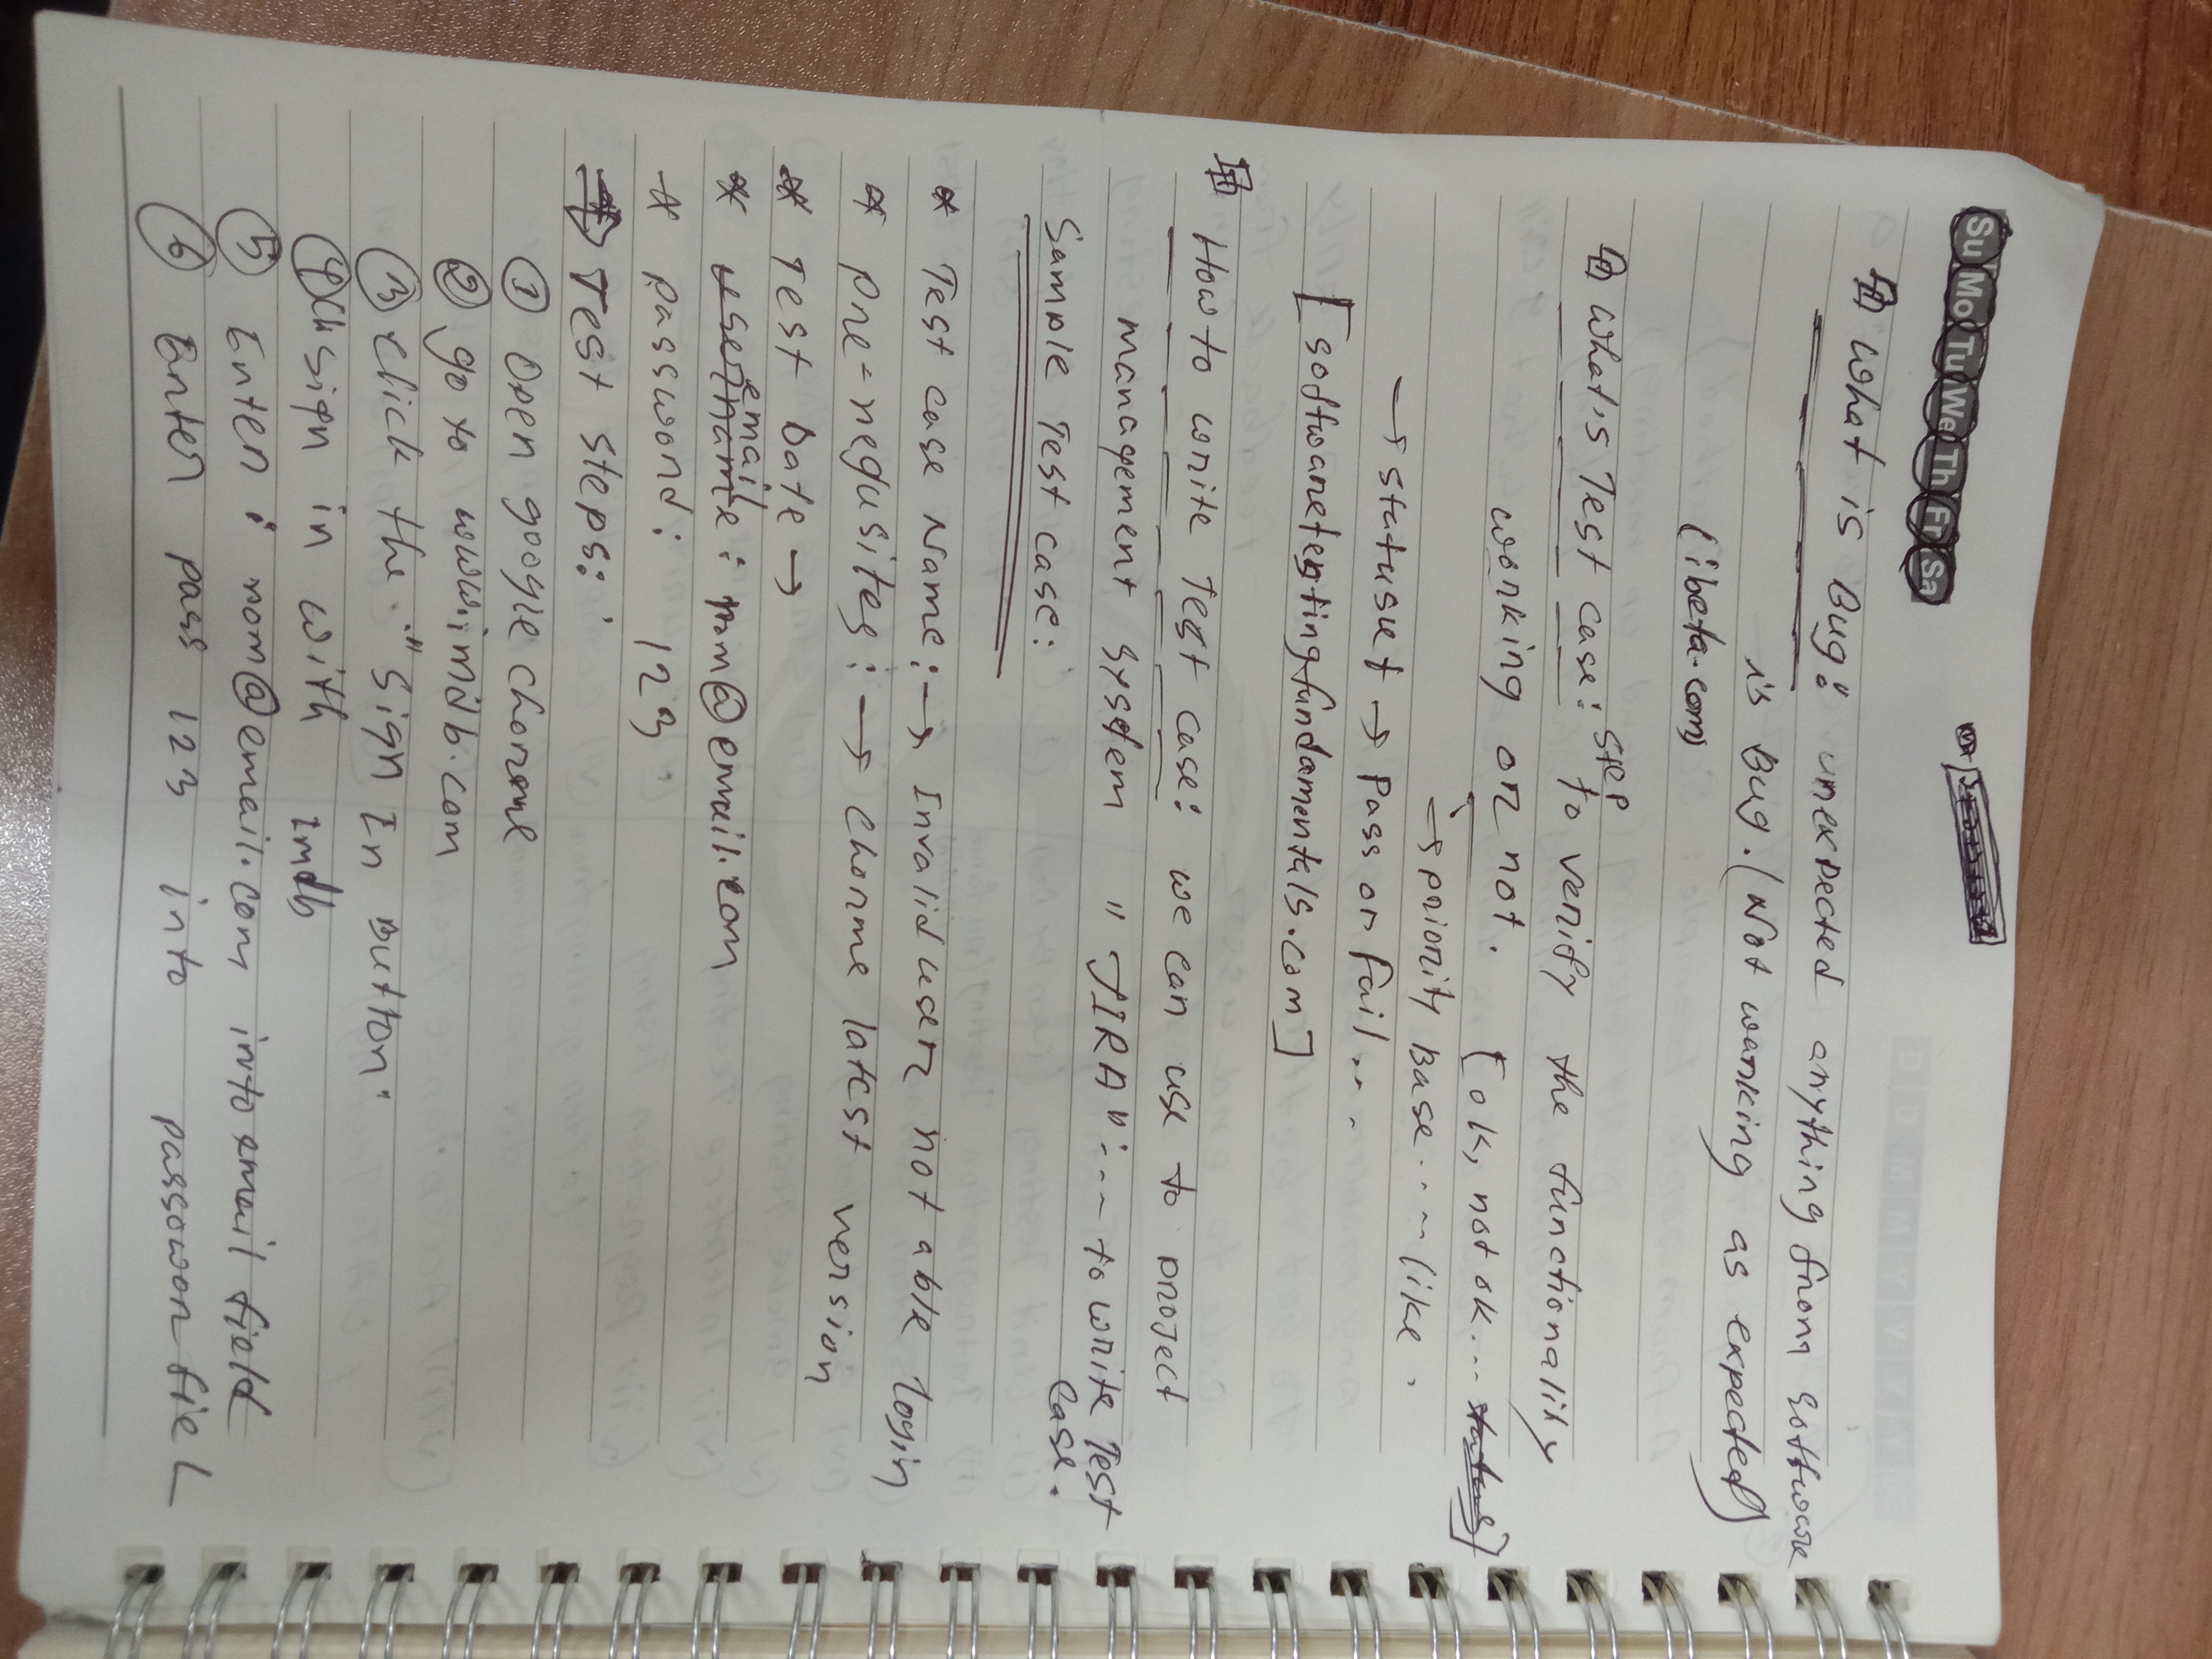 Su Mo Tu We Th Fr Sa
What is Bug: unexpected anything from software
is Bug. (Not working as expected)
(ibeta.com)
What's Test case: step to verify the functionality
working or not. [ok, not ok... status]
→ priority Base.... like
→ status → Pass or fail...
[softwaretestingfundamentals.com]
How to write Test case: we can use to project
management system "JIRA"... to write Test
case.
Sample Test case:
* Test case Name: → Invalid user not able login
* pre-requsites: → Chorme latest version
* Test Date →
email
* username : rom@email.com
* password: 123
Test steps:
① Open google Chorome
② go to www.imdb.com
③ click the "Sign In Button"
④ sign in with Imdb
⑤ Enter : rom@email.com into email field
⑥ Enter pass 123 into passowor fiel